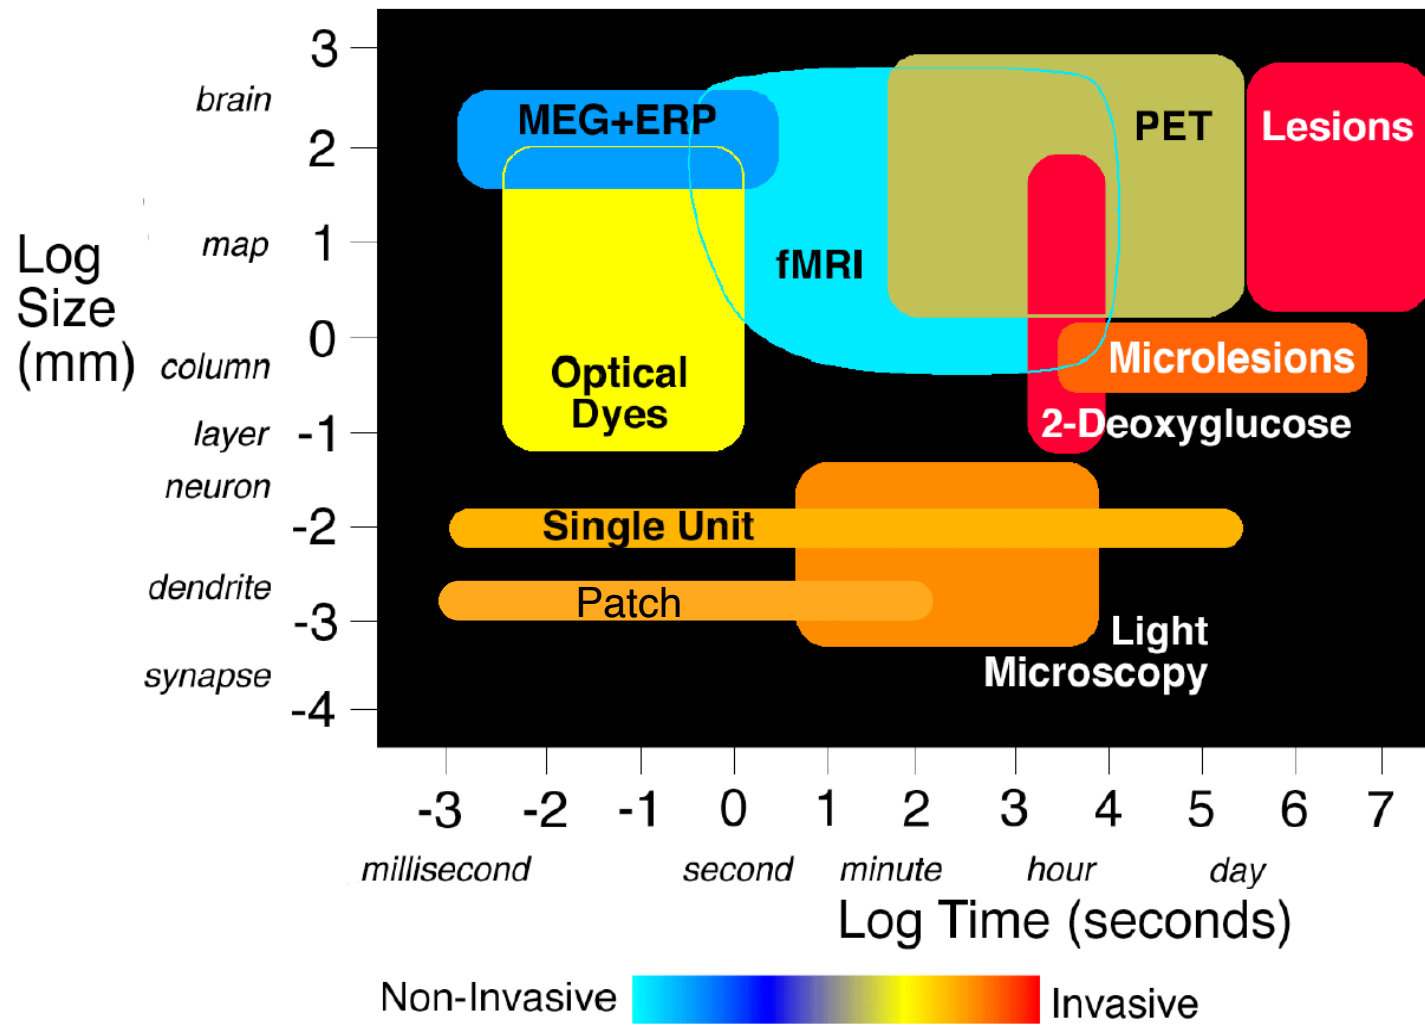 3
brain
MEG+ERP
PET
Lesions
2
Log
Size
(mm)
map
1
fMRI
0
column
Optical
Dyes
Microlesions
layer
-1
2-Deoxyglucose
neuron
-2
Single Unit
dendrite
Patch
-3
Light
Microscopy
synapse
-4
-3 -2 -1 0 1 2 3 4 5 6 7
millisecond second minute hour day
Log Time (seconds)
Non-Invasive Invasive